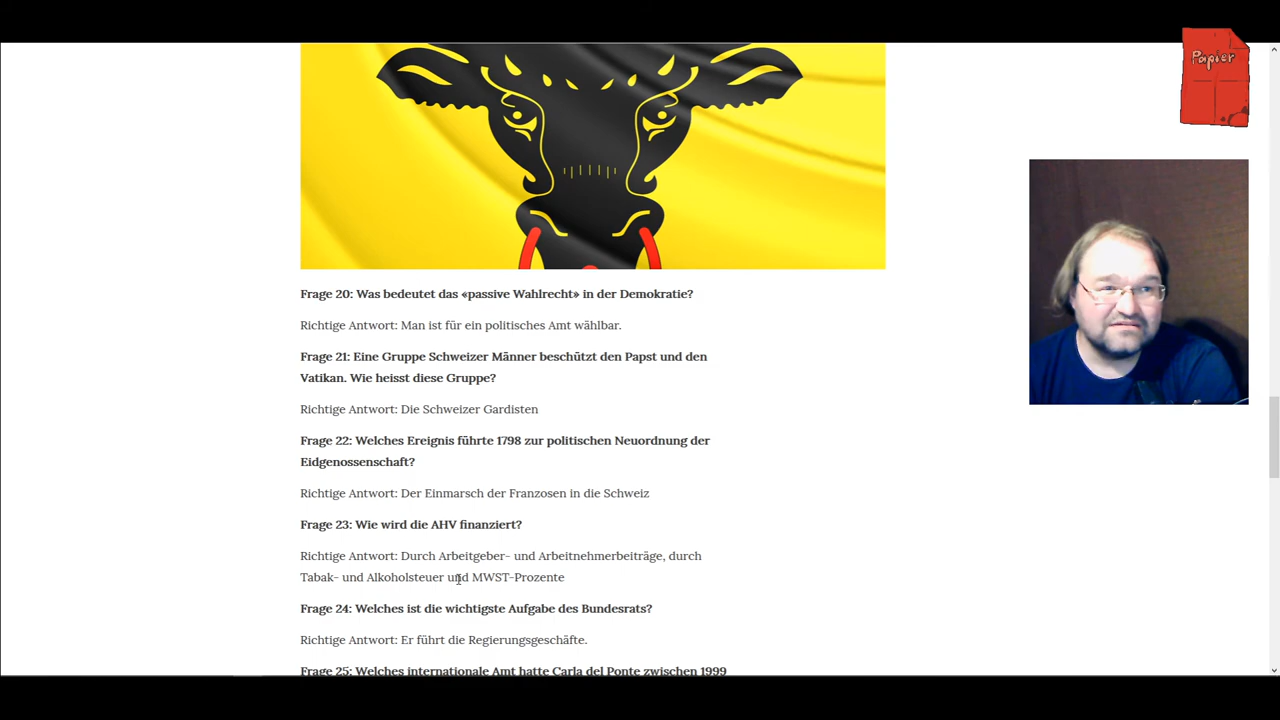 Papier
Frage 20: Was bedeutet das «passive Wahlrecht» in der Demokratie?
Richtige Antwort: Man ist für ein politisches Amt wählbar.
Frage 21: Eine Gruppe Schweizer Männer beschützt den Papst und den
Vatikan. Wie heisst diese Gruppe?
Richtige Antwort: Die Schweizer Gardisten
Frage 22: Welches Ereignis führte 1798 zur politischen Neuordnung der
Eidgenossenschaft?
Richtige Antwort: Der Einmarsch der Franzosen in die Schweiz
Frage 23: Wie wird die AHV finanziert?
Richtige Antwort: Durch Arbeitgeber- und Arbeitnehmerbeiträge, durch
Tabak- und Alkoholsteuer und MWST-Prozente
Frage 24: Welches ist die wichtigste Aufgabe des Bundesrats?
Richtige Antwort: Er führt die Regierungsgeschäfte.
Frage 25: Welches internationale Amt hatte Carla del Ponte zwischen 1999